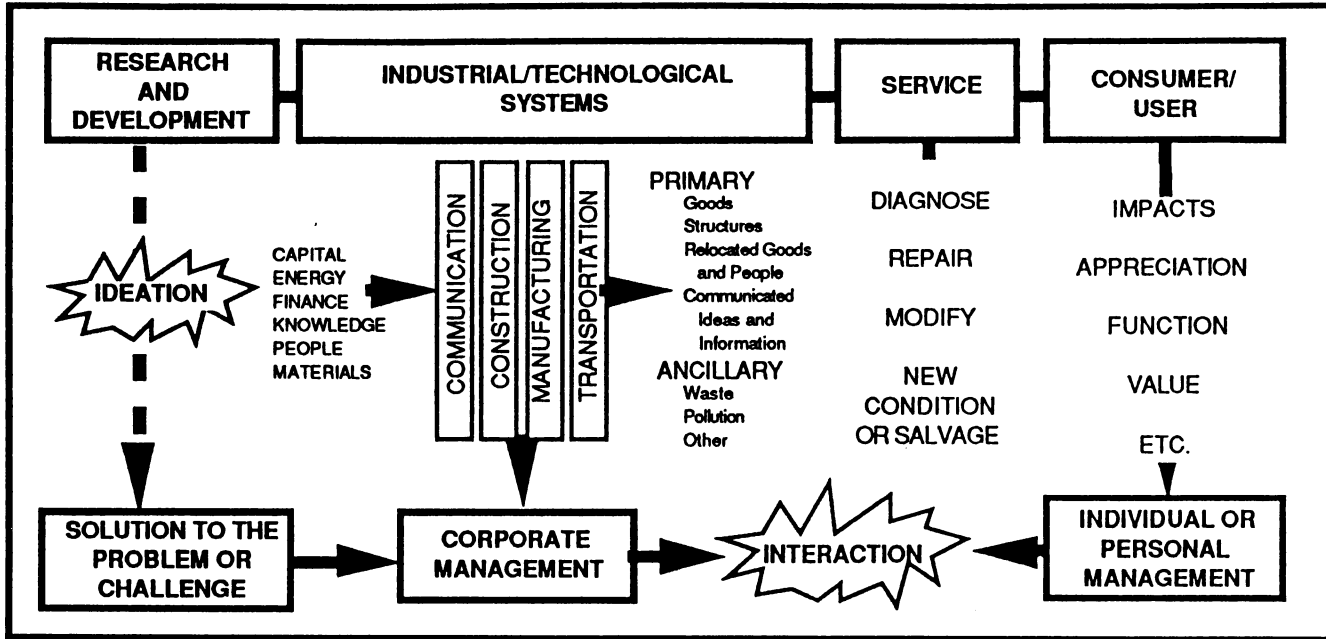 RESEARCH
AND
DEVELOPMENT
INDUSTRIAL/TECHNOLOGICAL
SYSTEMS
SERVICE
CONSUMER/
USER
IDEATION
CAPITAL
ENERGY
FINANCE
KNOWLEDGE
PEOPLE
MATERIALS
COMMUNICATION
CONSTRUCTION
MANUFACTURING
TRANSPORTATION
PRIMARY
Goods
Structures
Relocated Goods
and People
Communicated
Ideas and
Information
ANCILLARY
Waste
Pollution
Other
DIAGNOSE
REPAIR
MODIFY
NEW
CONDITION
OR SALVAGE
IMPACTS
APPRECIATION
FUNCTION
VALUE
ETC.
SOLUTION TO THE
PROBLEM OR
CHALLENGE
CORPORATE
MANAGEMENT
INTERACTION
INDIVIDUAL OR
PERSONAL
MANAGEMENT